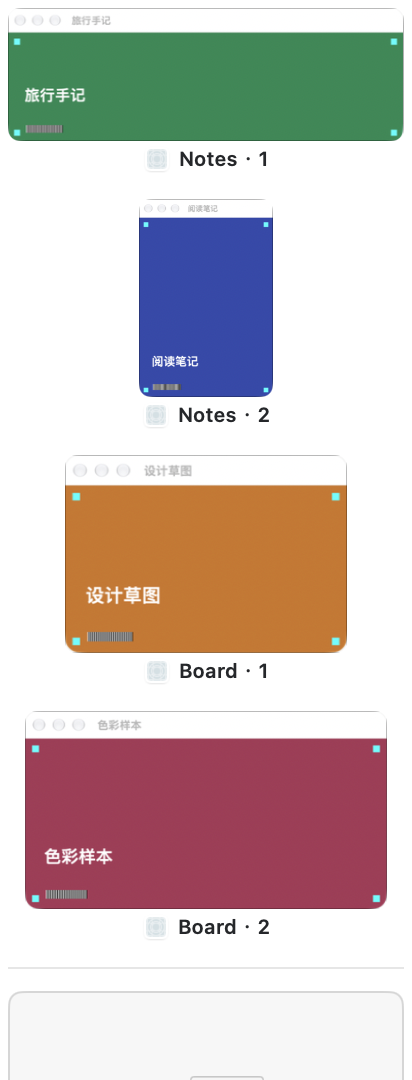 旅行手记
旅行手记
Notes · 1
阅读笔记
阅读笔记
Notes · 2
设计草图
设计草图
Board · 1
色彩样本
色彩样本
Board · 2